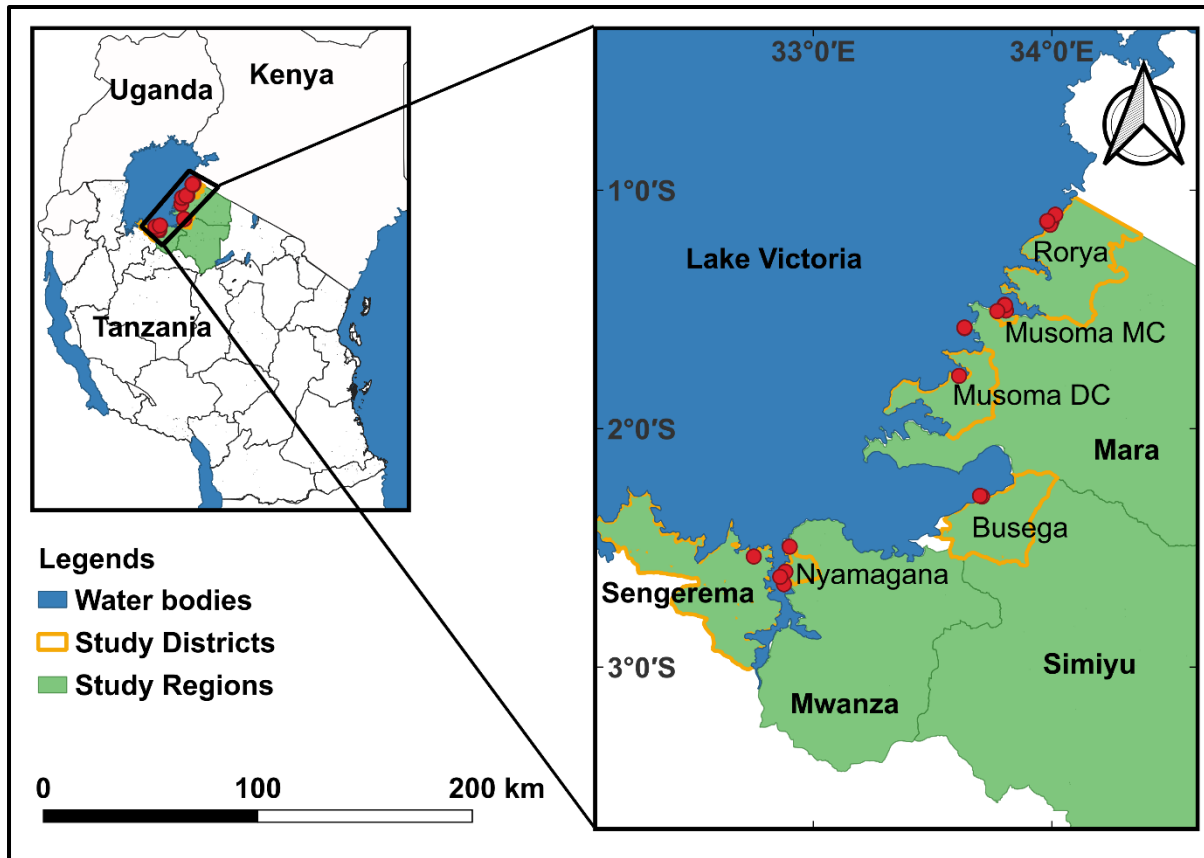 Uganda
Kenya
Tanzania
Legends
Water bodies
Study Districts
Study Regions
0 100 200 km
33°0′E 34°0′E
1°0′S
Lake Victoria
Rorya
Musoma MC
Musoma DC
2°0′S
Mara
Busega
Nyamagana
Sengerema
3°0′S
Simiyu
Mwanza